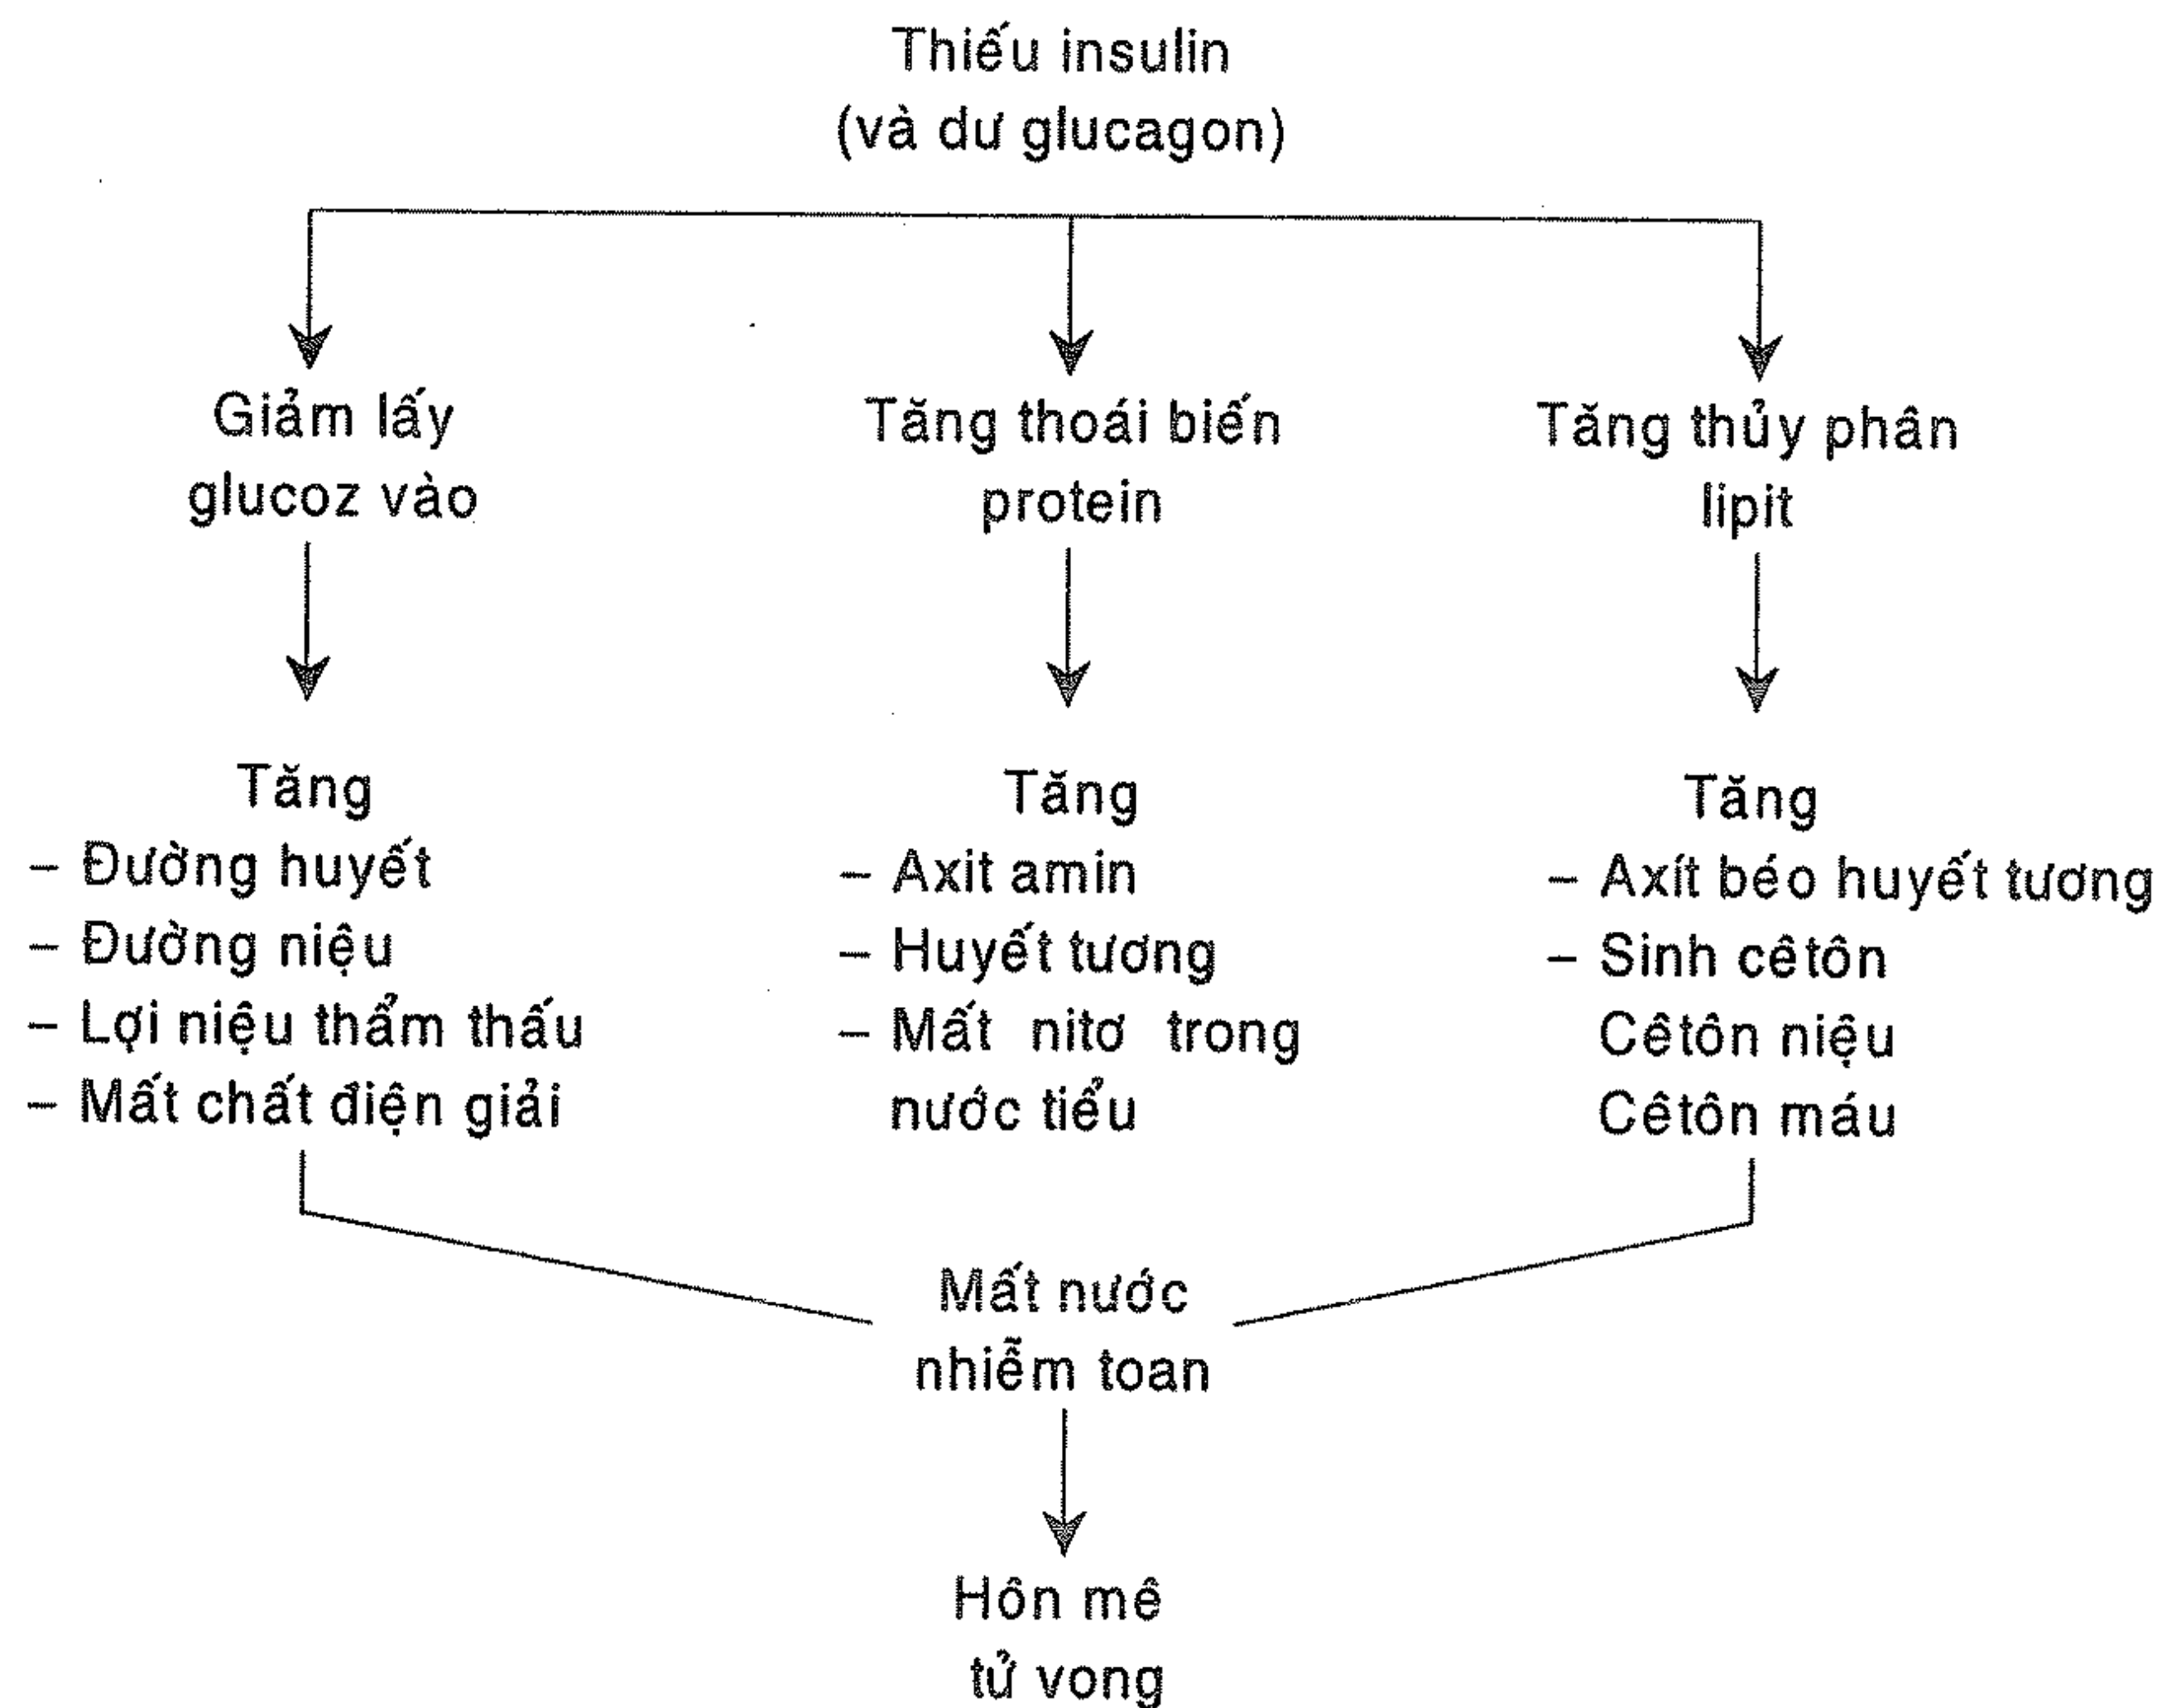 Thiếu insulin
(và dư glucagon)
Giảm lấy
glucoz vào
Tăng thoái biến
protein
Tăng thủy phân
lipit
Tăng
– Đường huyết
– Đường niệu
– Lợi niệu thẩm thấu
– Mất chất điện giải
Tăng
– Axit amin
– Huyết tương
– Mất nitơ trong
nước tiểu
Tăng
– Axít béo huyết tương
– Sinh cêtôn
Cêtôn niệu
Cêtôn máu
Mất nước
nhiễm toan
Hôn mê
tử vong